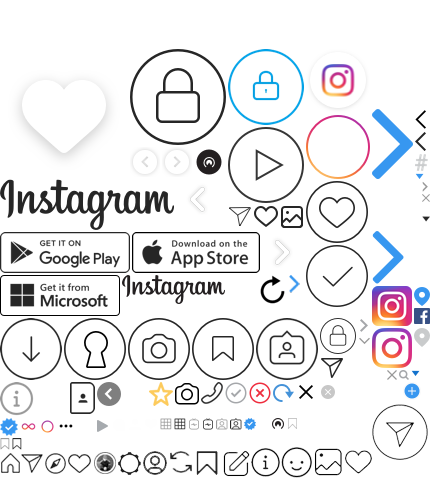 Instagram
GET IT ON
Google Play
Download on the
App Store
Get it from
Microsoft
Instagram